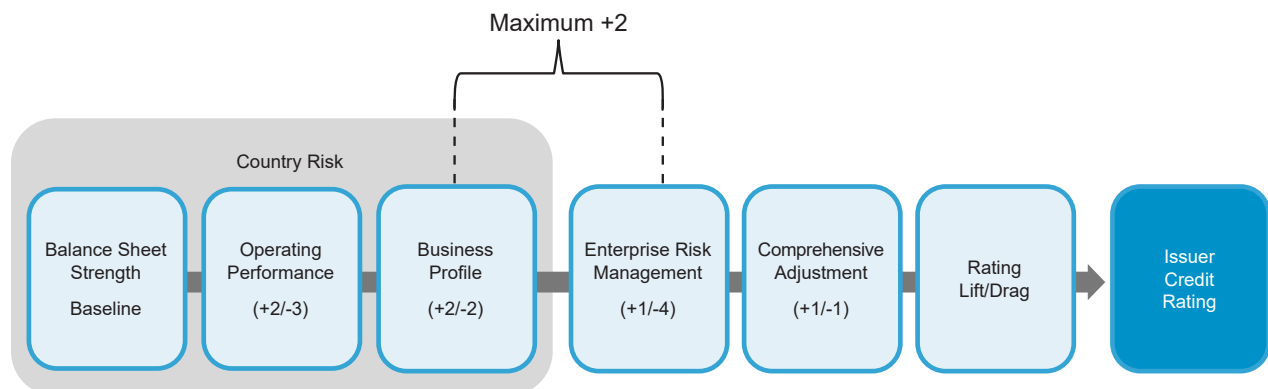 Maximum +2
Country Risk
Balance Sheet
Strength
Baseline
Operating
Performance
(+2/-3)
Business
Profile
(+2/-2)
Enterprise Risk
Management
(+1/-4)
Comprehensive
Adjustment
(+1/-1)
Rating
Lift/Drag
Issuer
Credit
Rating